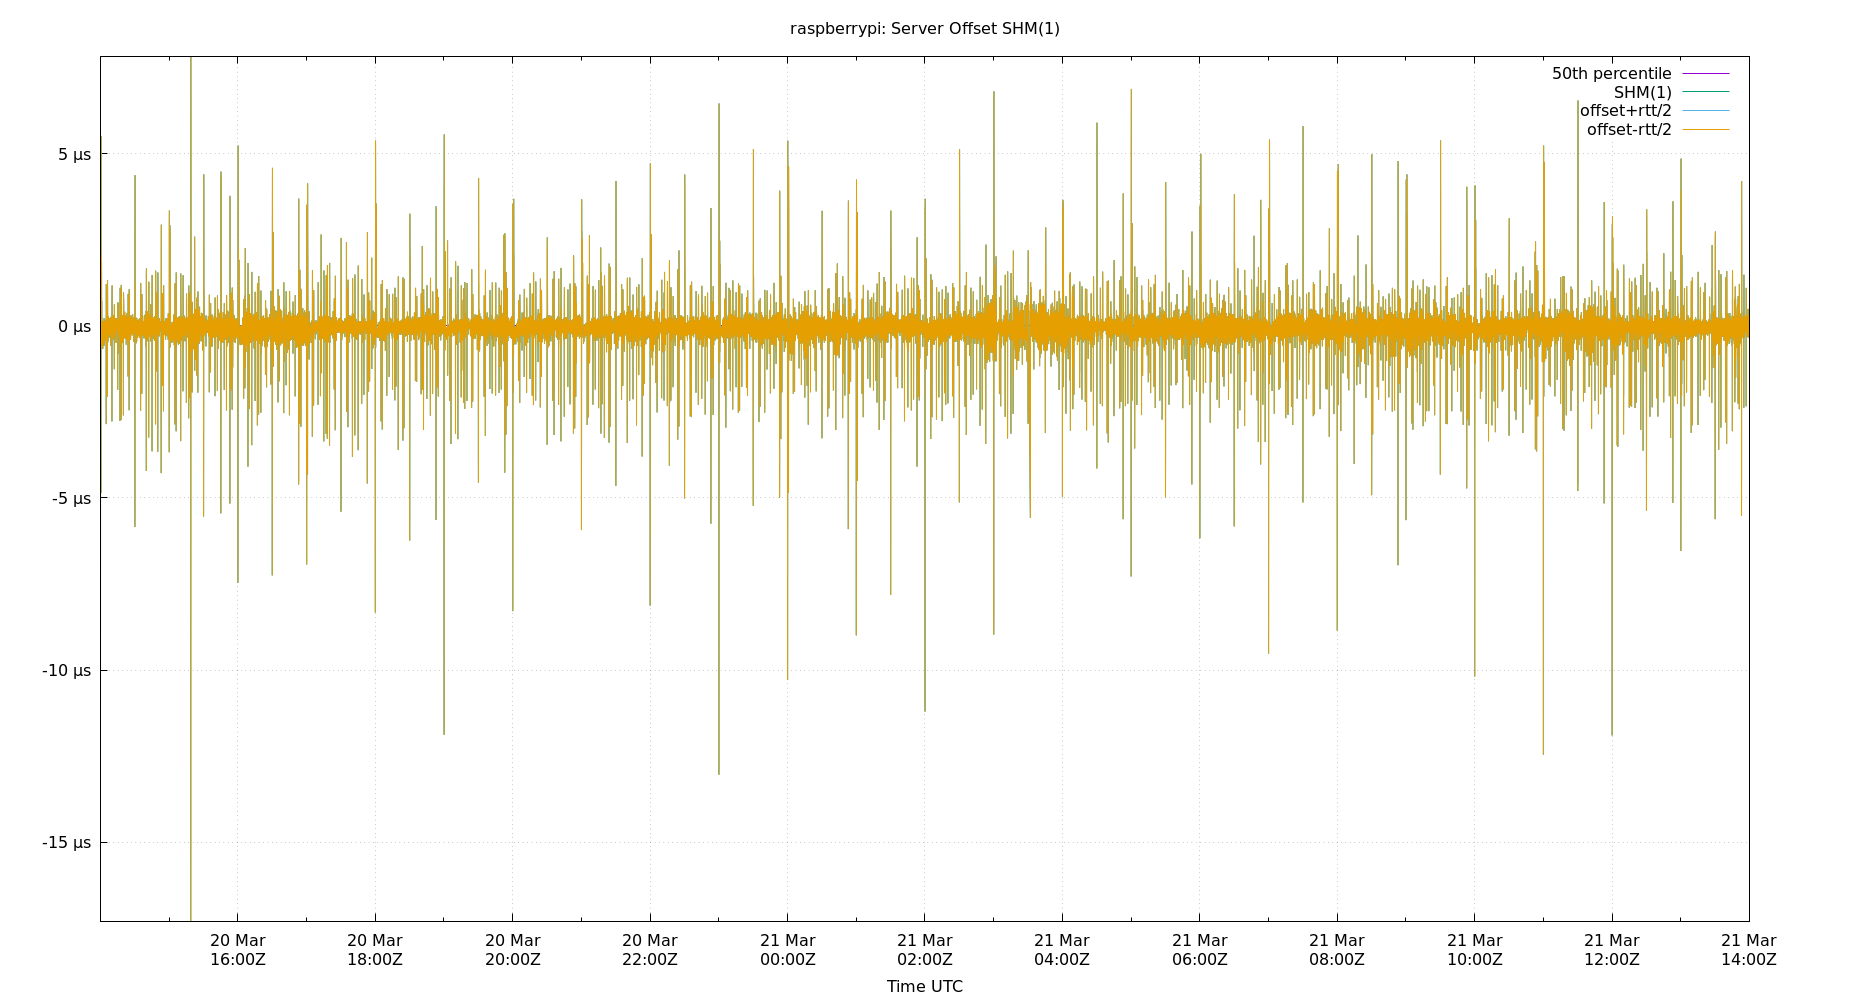 raspberrypi: Server Offset SHM(1)
50th percentile
SHM(1)
offset+rtt/2
offset-rtt/2
5 µs
0 µs
-5 µs
-10 µs
-15 µs
20 Mar 20 Mar 20 Mar 20 Mar 21 Mar 21 Mar 21 Mar 21 Mar 21 Mar 21 Mar 21 Mar 21 Mar
16:00Z 18:00Z 20:00Z 22:00Z 00:00Z 02:00Z 04:00Z 06:00Z 08:00Z 10:00Z 12:00Z 14:00Z
Time UTC